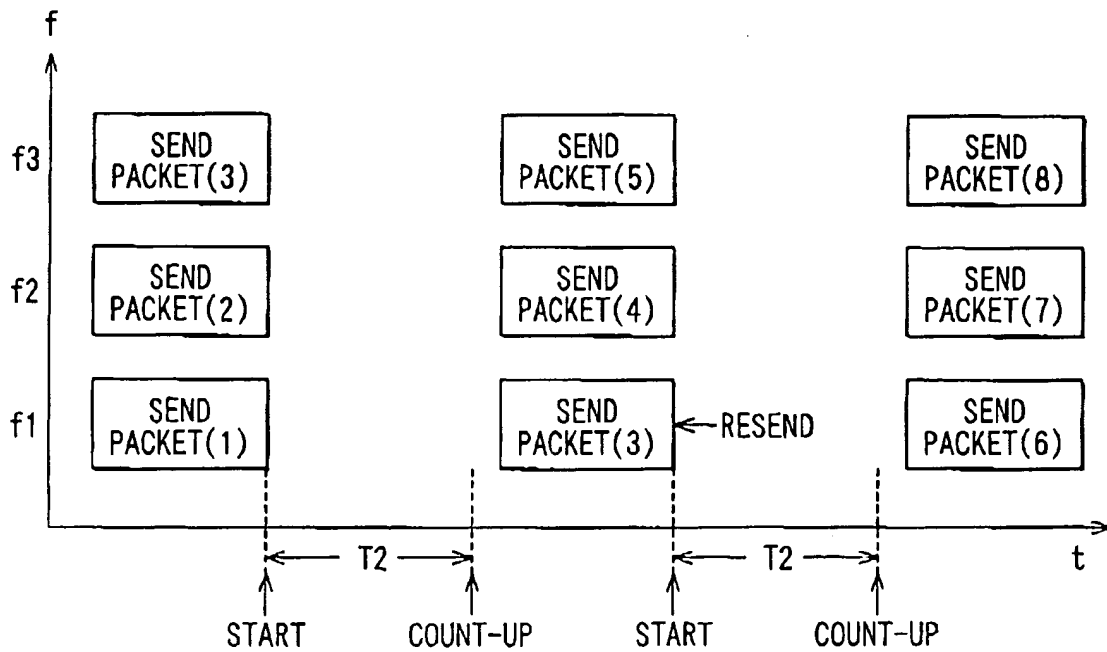 f
f3
SEND
PACKET(3)
SEND
PACKET(5)
SEND
PACKET(8)
f2
SEND
PACKET(2)
SEND
PACKET(4)
SEND
PACKET(7)
f1
SEND
PACKET(1)
SEND
PACKET(3)
RESEND
SEND
PACKET(6)
T2
T2
t
START
COUNT-UP
START
COUNT-UP